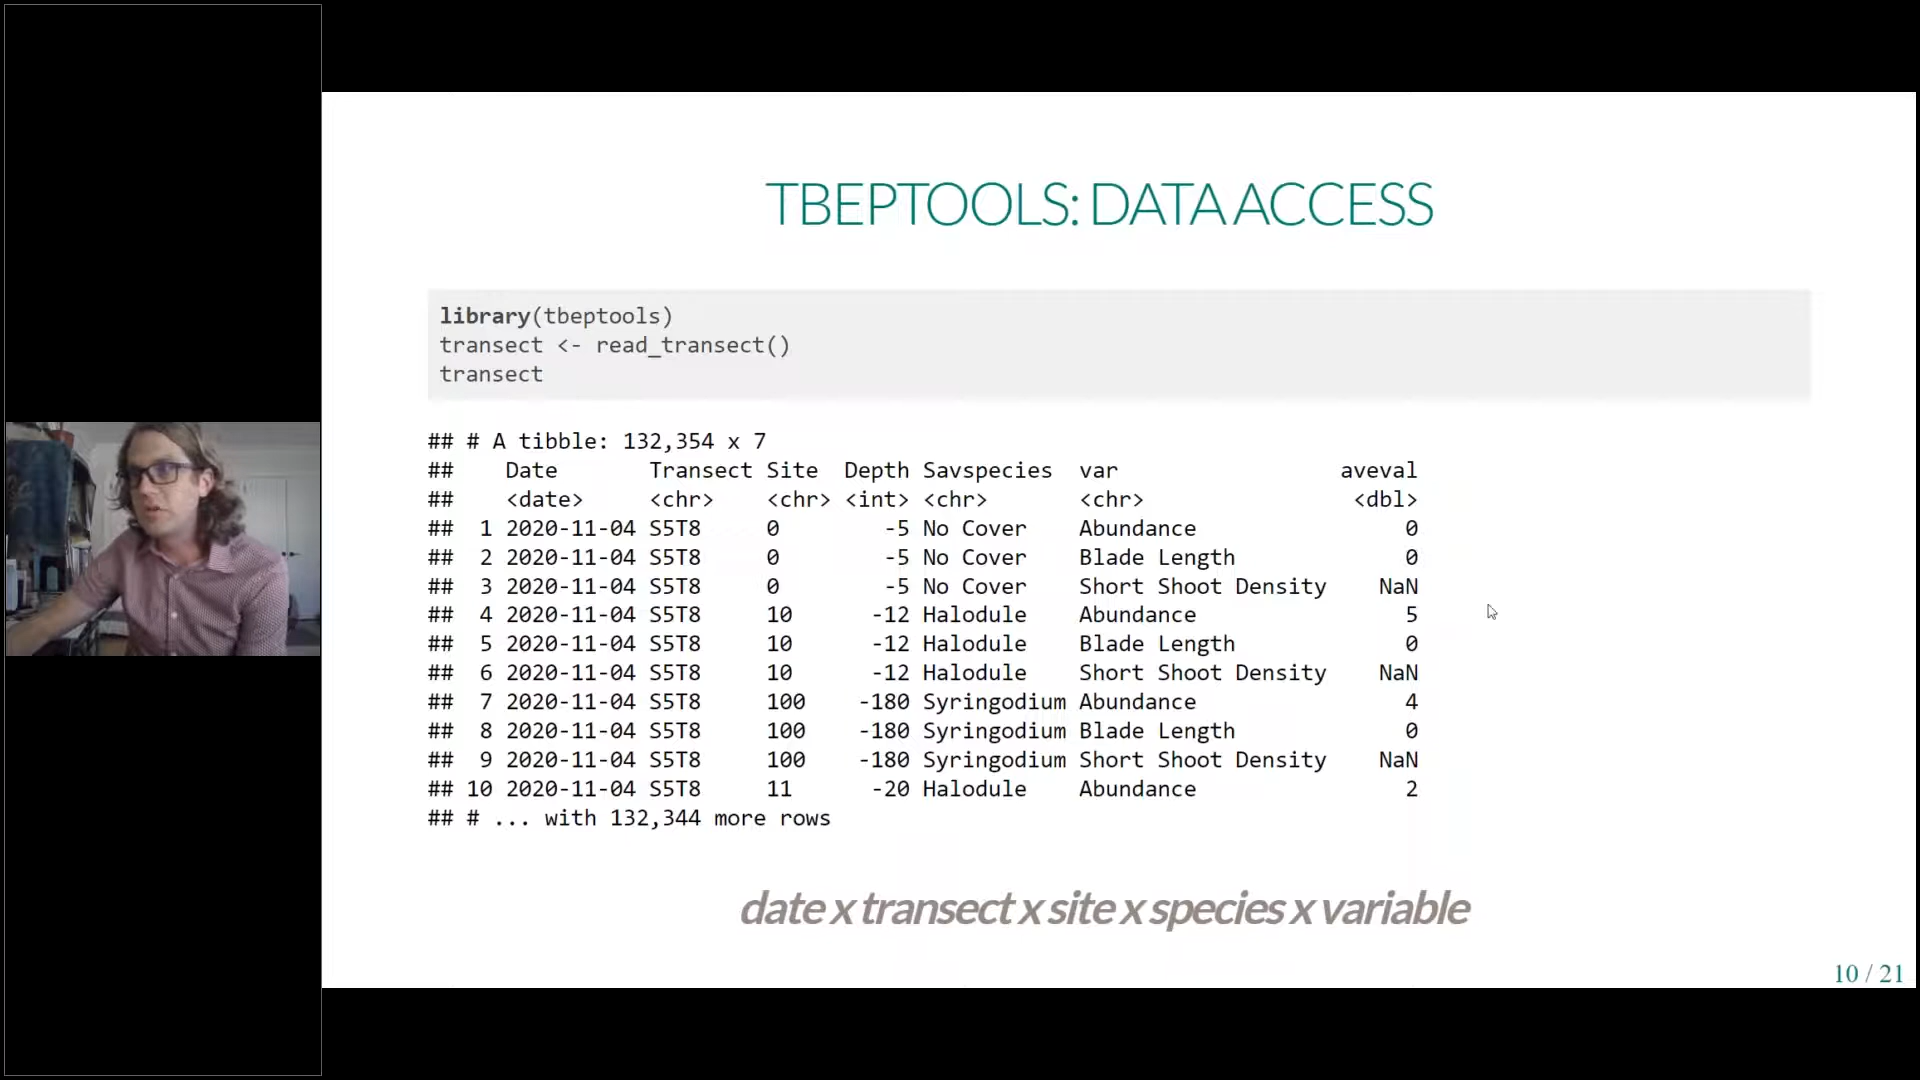 TBEPTOOLS: DATA ACCESS
library(tbeptools)
transect <- read_transect()
transect
## # A tibble: 132,354 x 7
## Date Transect Site Depth Savspecies var aveval
## <date> <chr> <chr> <int> <chr> <chr> <dbl>
## 1 2020-11-04 S5T8 0 -5 No Cover Abundance 0
## 2 2020-11-04 S5T8 0 -5 No Cover Blade Length 0
## 3 2020-11-04 S5T8 0 -5 No Cover Short Shoot Density NaN
## 4 2020-11-04 S5T8 10 -12 Halodule Abundance 5
## 5 2020-11-04 S5T8 10 -12 Halodule Blade Length 0
## 6 2020-11-04 S5T8 10 -12 Halodule Short Shoot Density NaN
## 7 2020-11-04 S5T8 100 -180 Syringodium Abundance 4
## 8 2020-11-04 S5T8 100 -180 Syringodium Blade Length 0
## 9 2020-11-04 S5T8 100 -180 Syringodium Short Shoot Density NaN
## 10 2020-11-04 S5T8 11 -20 Halodule Abundance 2
## # ... with 132,344 more rows
date x transect x site x species x variable
10 / 21